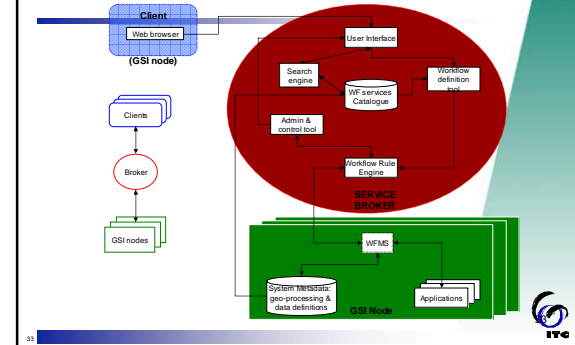 Client
Web browser
(GSI node)
User Interface
Search
engine
Workflow
definition
tool
WF services
Catalogue
Clients
Admin &
control tool
Broker
Workflow Rule
Engine
SERVICE
BROKER
GSI nodes
WFMS
System Metadata:
geo-processing &
data definitions
Applications
GSI Node
33
33
ITC